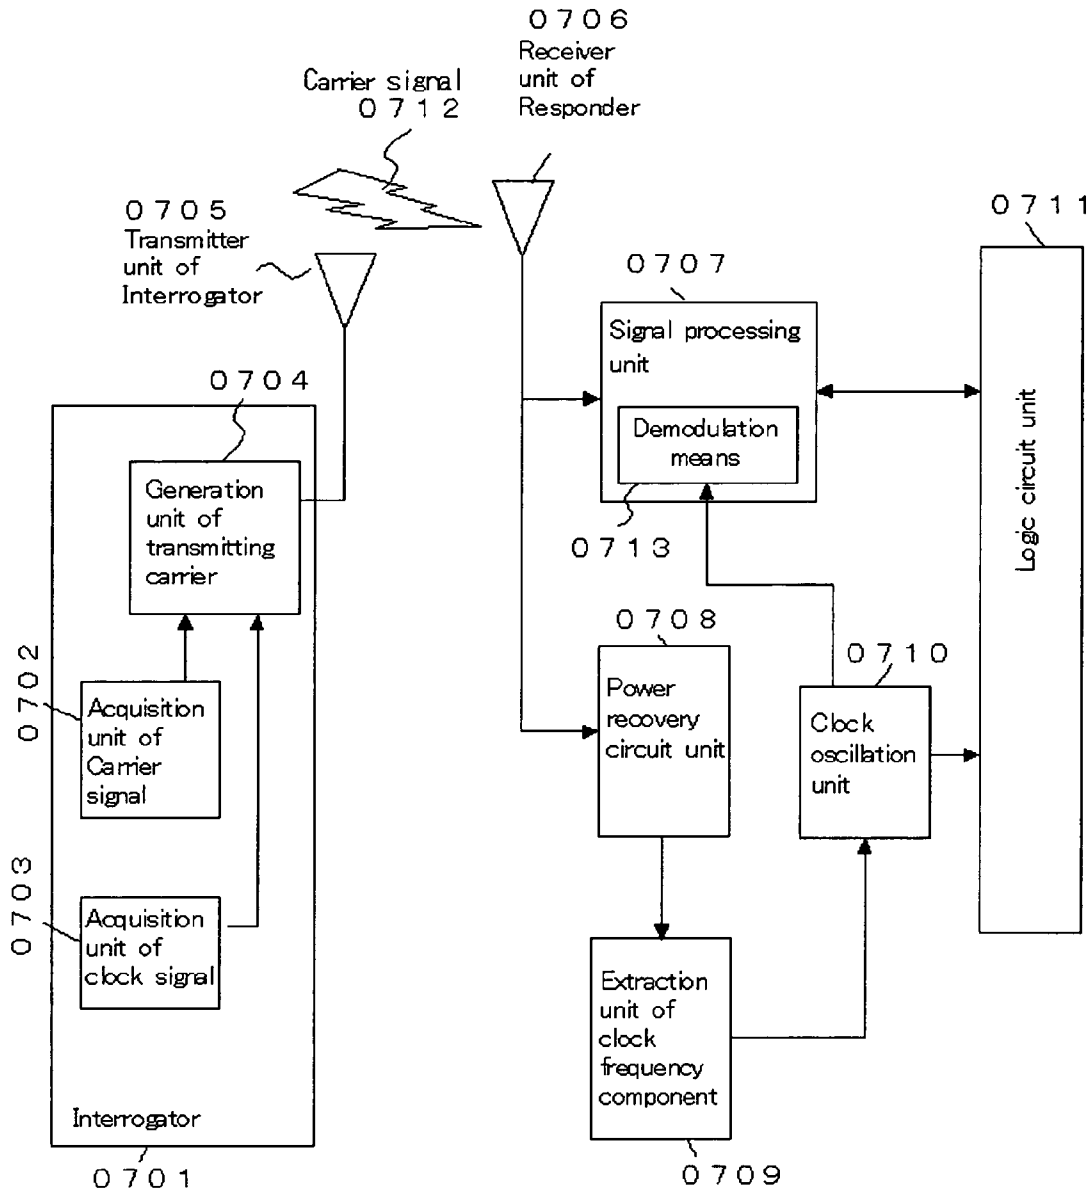 0706
Receiver
unit of
Responder
Carrier signal
0712
0705
Transmitter
unit of
Interrogator
0711
0707
Signal processing
unit
Demodulation
means
0713
Logic circuit unit
0704
Generation
unit of
transmitting
carrier
0702
Acquisition
unit of
Carrier
signal
0703
Acquisition
unit of
clock signal
Interrogator
0701
0708
Power
recovery
circuit unit
0710
Clock
oscillation
unit
Extraction
unit of
clock
frequency
component
0709